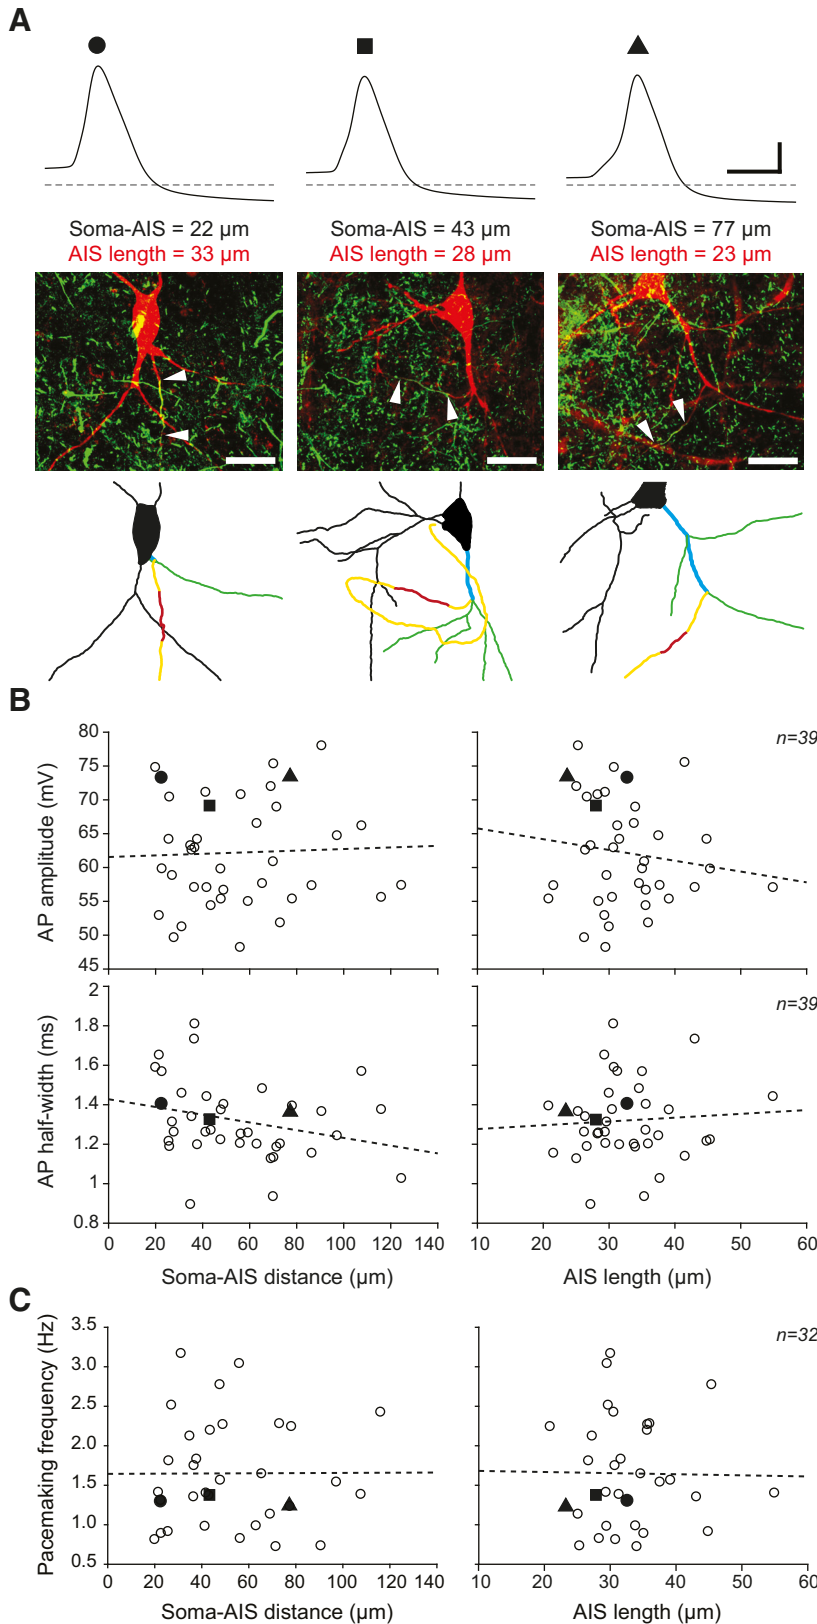 A
Soma-AIS = 22 µm
AIS length = 33 µm
Soma-AIS = 43 µm
AIS length = 28 µm
Soma-AIS = 77 µm
AIS length = 23 µm
B
AP amplitude (mV)
80
75
70
65
60
55
50
45
n=39
AP half-width (ms)
2
1.8
1.6
1.4
1.2
1
0.8
n=39
0 20 40 60 80 100 120 140
Soma-AIS distance (µm)
10 20 30 40 50 60
AIS length (µm)
C
Pacemaking frequency (Hz)
3.5
3.0
2.5
2.0
1.5
1.0
0.5
n=32
0 20 40 60 80 100 120 140
Soma-AIS distance (µm)
10 20 30 40 50 60
AIS length (µm)